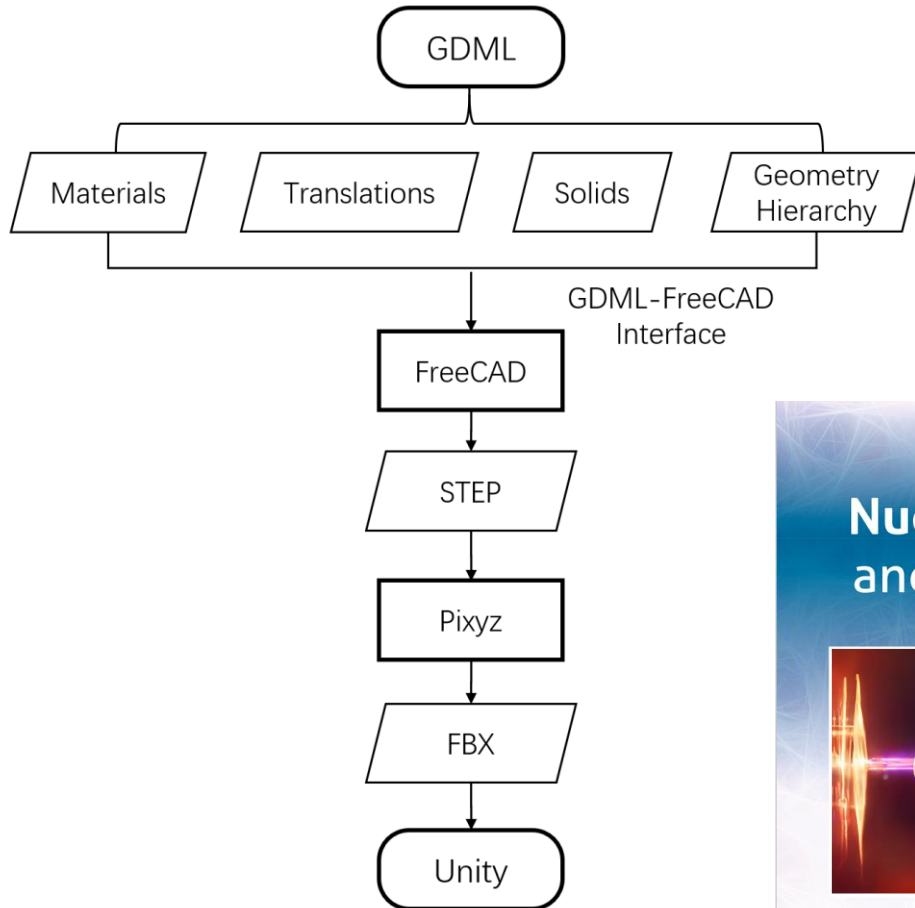 GDML
Materials
Translations
Solids
Geometry
Hierarchy
GDML-FreeCAD
Interface
FreeCAD
STEP
Pixyz
FBX
Unity